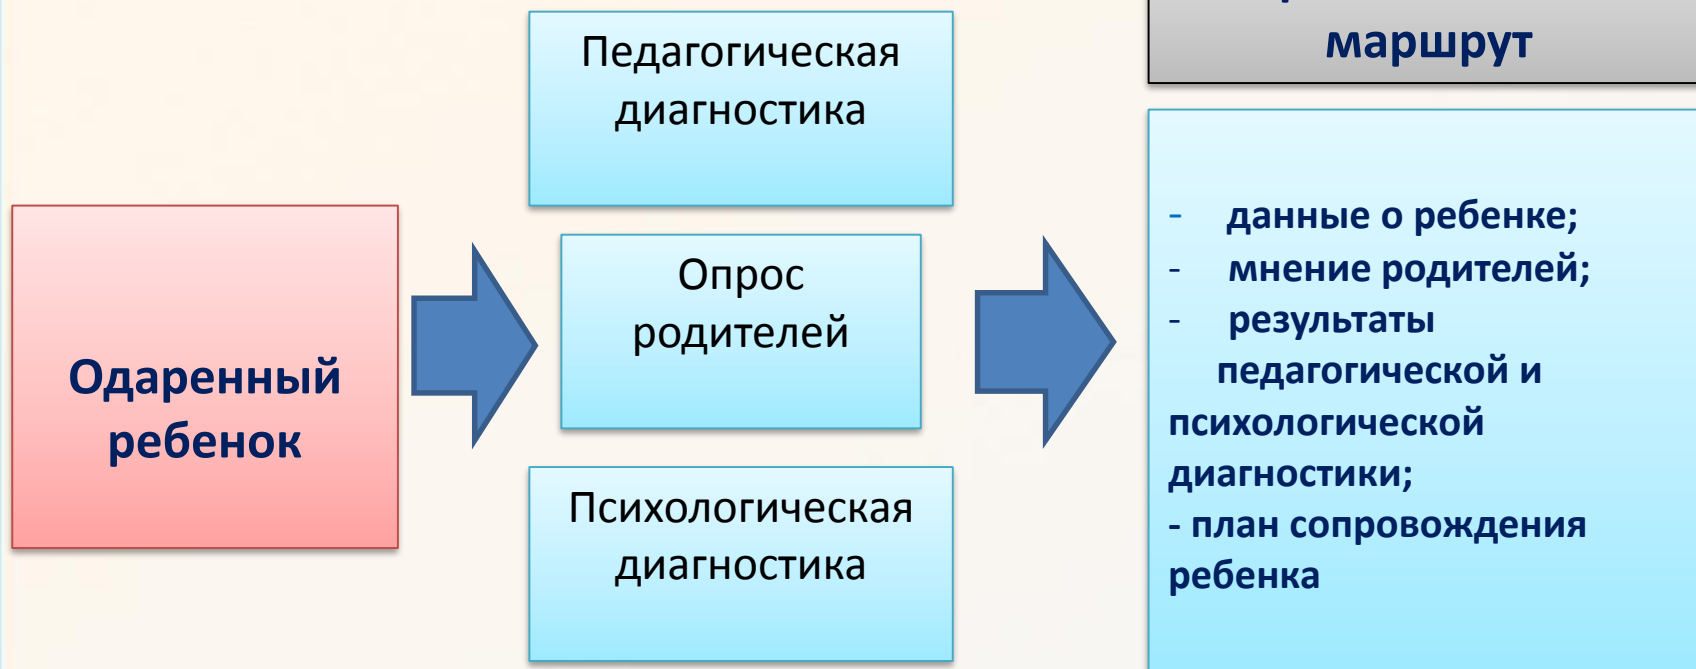 Одаренный
ребенок
Педагогическая
диагностика
Опрос
родителей
Психологическая
диагностика
маршрут
- данные о ребенке;
- мнение родителей;
- результаты
педагогической и
психологической
диагностики;
- план сопровождения
ребенка